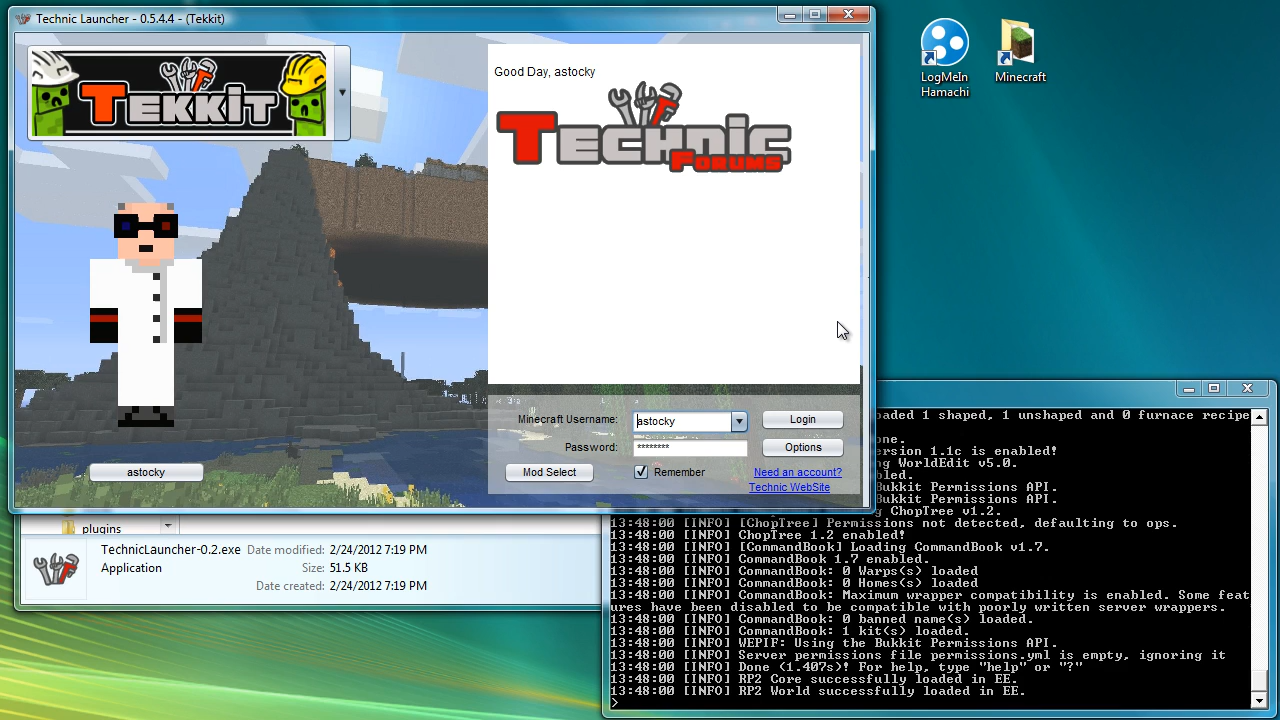 Technic Launcher - 0.5.4.4 - (Tekkit)
TEKKIT
Good Day, astocky
TECHNIC
FORUMS
astocky
Minecraft Username:
astocky
Login
Password:
********
Options
Mod Select
Remember
Need an account?
Technic WebSite
LogMeIn
Hamachi
Minecraft
plugins
TechnicLauncher-0.2.exe
Date modified: 2/24/2012 7:19 PM
Application
Size: 51.5 KB
Date created: 2/24/2012 7:19 PM
aded 1 shaped, 1 unshaped and 0 furnace recipe
one.
ersion 1.1c is enabled!
ng WorldEdit v5.0.
bled.
Bukkit Permissions API.
Bukkit Permissions API.
ChopTree v1.2.
13:48:00 [INFO] [ChopTree] Permissions not detected, defaulting to ops.
13:48:00 [INFO] ChopTree 1.2 enabled!
13:48:00 [INFO] [CommandBook] Loading CommandBook v1.7.
13:48:00 [INFO] CommandBook 1.7 enabled.
13:48:00 [INFO] CommandBook: 0 Warps(s) loaded
13:48:00 [INFO] CommandBook: 0 Homes(s) loaded
13:48:00 [INFO] CommandBook: Maximum wrapper compatibility is enabled. Some feat
ures have been disabled to be compatible with poorly written server wrappers.
13:48:00 [INFO] CommandBook: 0 banned name(s) loaded.
13:48:00 [INFO] CommandBook: 1 kit(s) loaded.
13:48:00 [INFO] WEPIF: Using the Bukkit Permissions API.
13:48:00 [INFO] Server permissions file permissions.yml is empty, ignoring it
13:48:00 [INFO] Done (1.407s)! For help, type "help" or "?"
13:48:00 [INFO] RP2 Core successfully loaded in EE.
13:48:00 [INFO] RP2 World successfully loaded in EE.
>